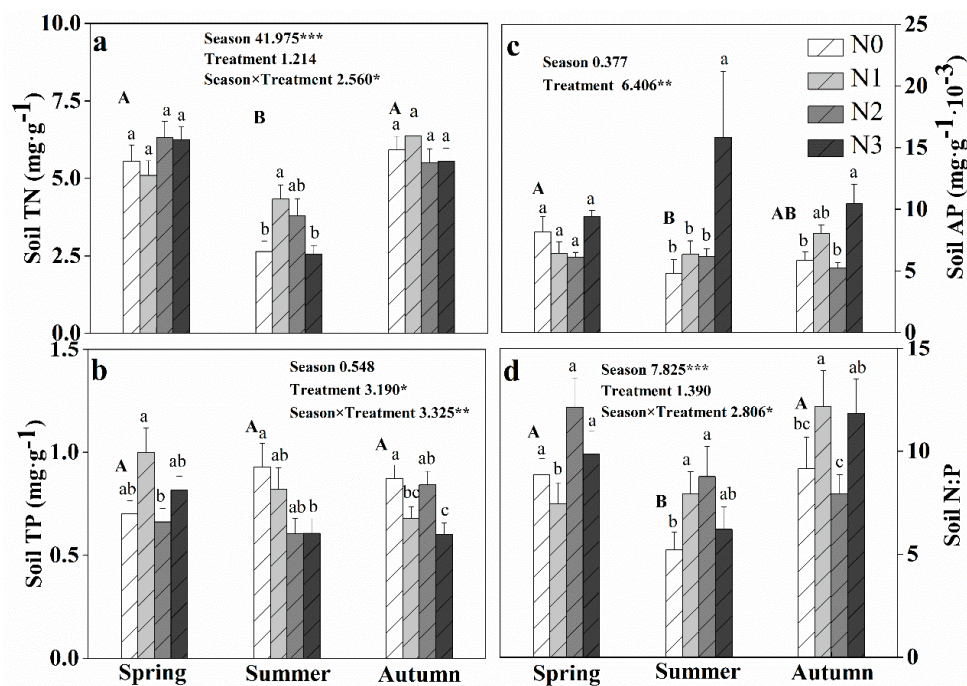 a
Season 41.975***
Treatment 1.214
Season×Treatment 2.560*
Soil TN (mg·g⁻¹)
10.0
7.5
5.0
2.5
0.0
A
a
a
a
a
B
b
a
ab
b
A
a
a
a
a
c
Season 0.377
Treatment 6.406**
N0
N1
N2
N3
Soil AP (mg·g⁻¹·10⁻³)
25
20
15
10
5
0
A
a
a
a
a
B
b
b
b
a
AB
b
ab
b
a
b
Season 0.548
Treatment 3.190*
Season×Treatment 3.325**
Soil TP (mg·g⁻¹)
1.5
1.0
0.5
0.0
A
ab
a
b
ab
A
a
ab
ab
b
A
a
bc
ab
c
Spring
Summer
Autumn
d
Season 7.825***
Treatment 1.390
Season×Treatment 2.806*
Soil N:P
15
10
5
0
A
a
b
a
a
B
b
a
a
ab
A
bc
a
c
ab
Spring
Summer
Autumn